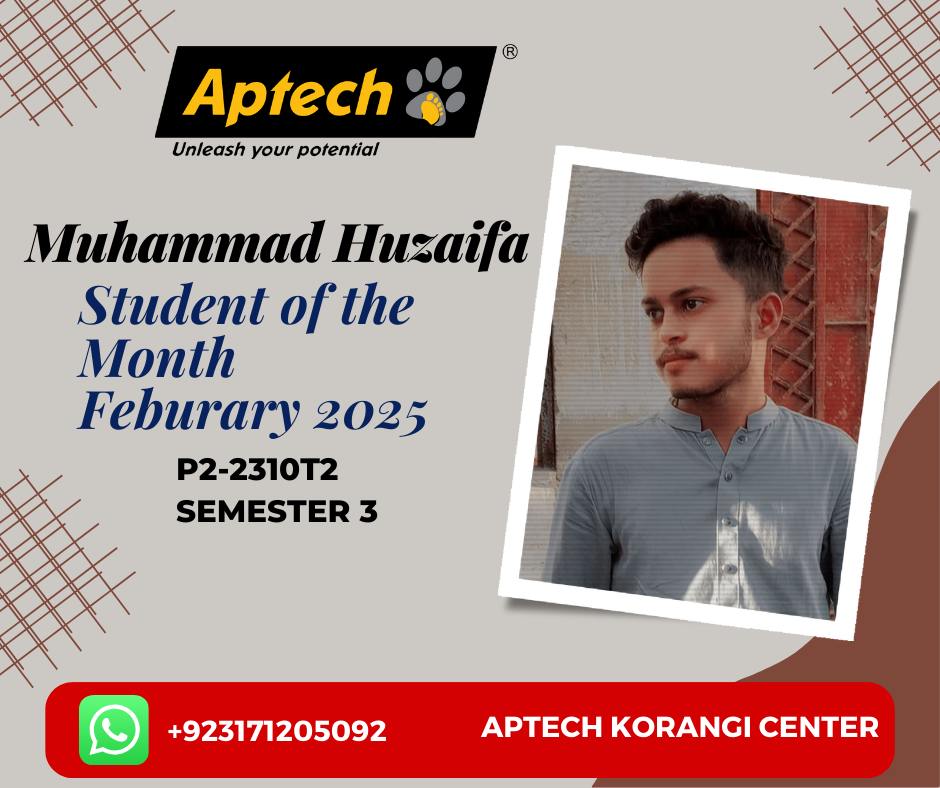 Aptech ®
Unleash your potential
Muhammad Huzaifa
Student of the
Month
Feburary 2025
P2-2310T2
SEMESTER 3
+923171205092
APTECH KORANGI CENTER